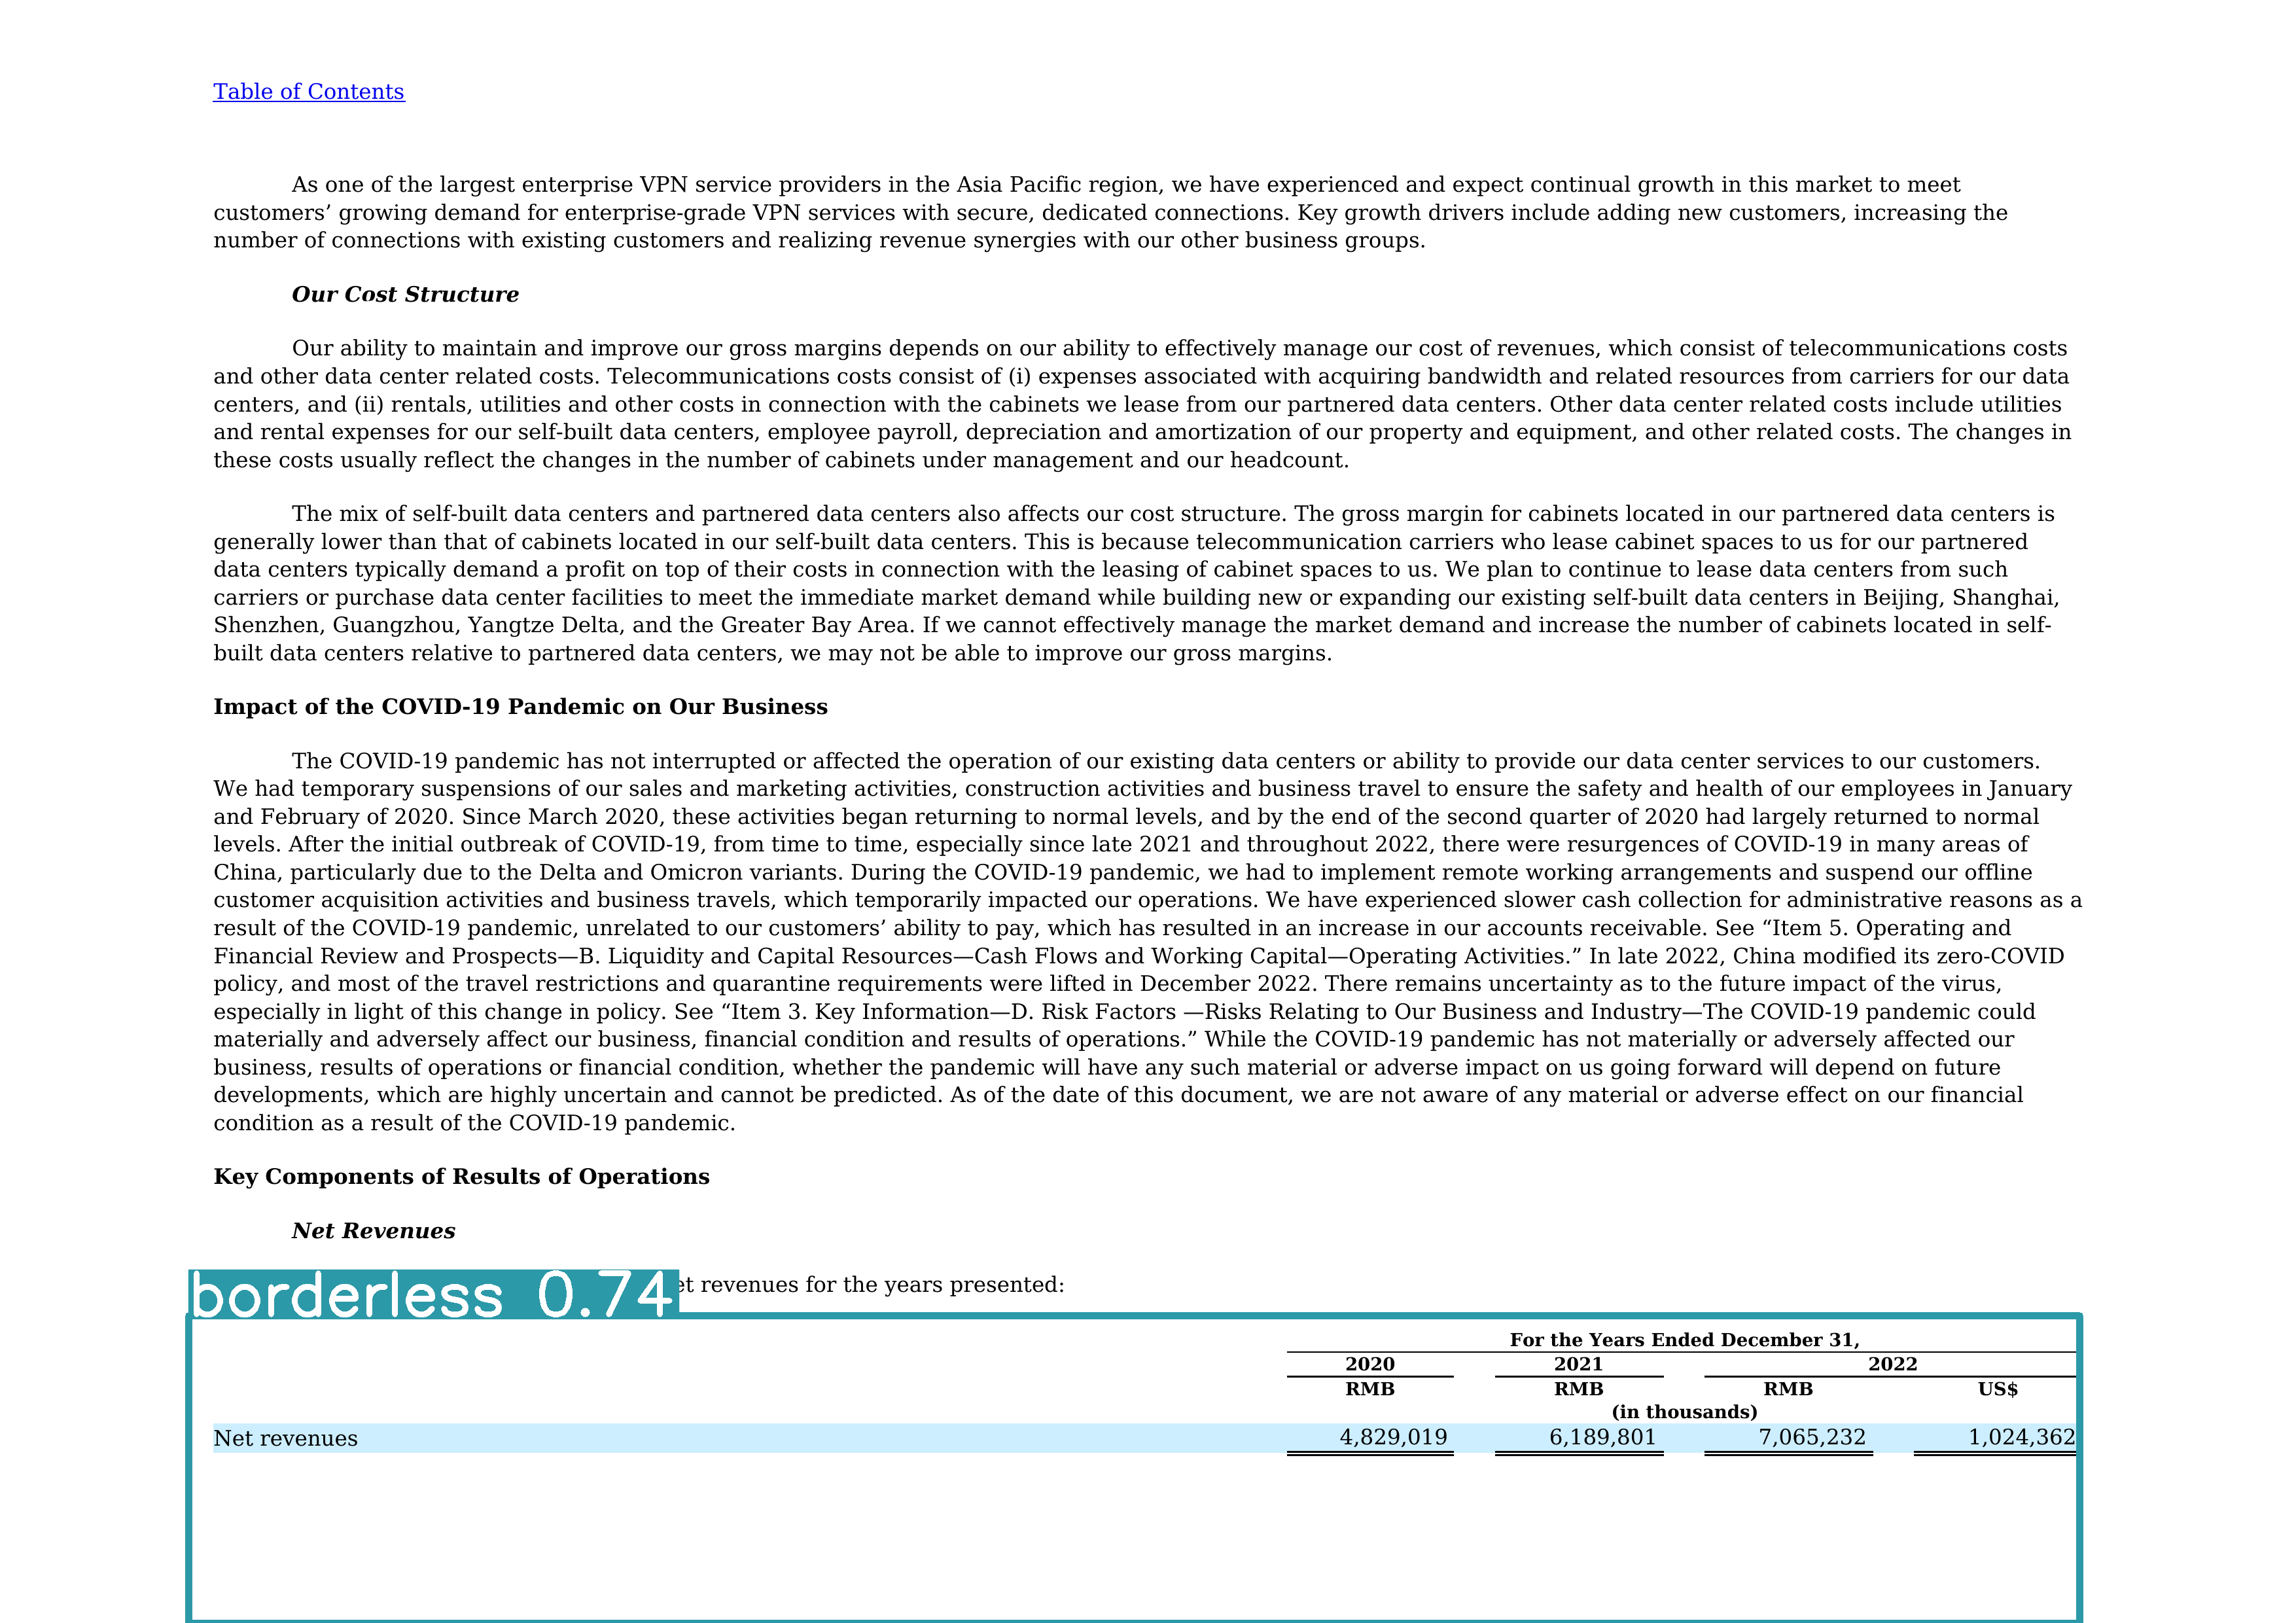 Table of Contents
As one of the largest enterprise VPN service providers in the Asia Pacific region, we have experienced and expect continual growth in this market to meet
customers’ growing demand for enterprise-grade VPN services with secure, dedicated connections. Key growth drivers include adding new customers, increasing the
number of connections with existing customers and realizing revenue synergies with our other business groups.
Our Cost Structure
Our ability to maintain and improve our gross margins depends on our ability to effectively manage our cost of revenues, which consist of telecommunications costs
and other data center related costs. Telecommunications costs consist of (i) expenses associated with acquiring bandwidth and related resources from carriers for our data
centers, and (ii) rentals, utilities and other costs in connection with the cabinets we lease from our partnered data centers. Other data center related costs include utilities
and rental expenses for our self-built data centers, employee payroll, depreciation and amortization of our property and equipment, and other related costs. The changes in
these costs usually reflect the changes in the number of cabinets under management and our headcount.
The mix of self-built data centers and partnered data centers also affects our cost structure. The gross margin for cabinets located in our partnered data centers is
generally lower than that of cabinets located in our self-built data centers. This is because telecommunication carriers who lease cabinet spaces to us for our partnered
data centers typically demand a profit on top of their costs in connection with the leasing of cabinet spaces to us. We plan to continue to lease data centers from such
carriers or purchase data center facilities to meet the immediate market demand while building new or expanding our existing self-built data centers in Beijing, Shanghai,
Shenzhen, Guangzhou, Yangtze Delta, and the Greater Bay Area. If we cannot effectively manage the market demand and increase the number of cabinets located in self-
built data centers relative to partnered data centers, we may not be able to improve our gross margins.
Impact of the COVID-19 Pandemic on Our Business
The COVID-19 pandemic has not interrupted or affected the operation of our existing data centers or ability to provide our data center services to our customers.
We had temporary suspensions of our sales and marketing activities, construction activities and business travel to ensure the safety and health of our employees in January
and February of 2020. Since March 2020, these activities began returning to normal levels, and by the end of the second quarter of 2020 had largely returned to normal
levels. After the initial outbreak of COVID-19, from time to time, especially since late 2021 and throughout 2022, there were resurgences of COVID-19 in many areas of
China, particularly due to the Delta and Omicron variants. During the COVID-19 pandemic, we had to implement remote working arrangements and suspend our offline
customer acquisition activities and business travels, which temporarily impacted our operations. We have experienced slower cash collection for administrative reasons as a
result of the COVID-19 pandemic, unrelated to our customers’ ability to pay, which has resulted in an increase in our accounts receivable. See “Item 5. Operating and
Financial Review and Prospects—B. Liquidity and Capital Resources—Cash Flows and Working Capital—Operating Activities.” In late 2022, China modified its zero-COVID
policy, and most of the travel restrictions and quarantine requirements were lifted in December 2022. There remains uncertainty as to the future impact of the virus,
especially in light of this change in policy. See “Item 3. Key Information—D. Risk Factors —Risks Relating to Our Business and Industry—The COVID-19 pandemic could
materially and adversely affect our business, financial condition and results of operations.” While the COVID-19 pandemic has not materially or adversely affected our
business, results of operations or financial condition, whether the pandemic will have any such material or adverse impact on us going forward will depend on future
developments, which are highly uncertain and cannot be predicted. As of the date of this document, we are not aware of any material or adverse effect on our financial
condition as a result of the COVID-19 pandemic.
Key Components of Results of Operations
Net Revenues
borderless 0.74 et revenues for the years presented:
For the Years Ended December 31,
2020 2021 2022
RMB RMB RMB US$
(in thousands)
Net revenues 4,829,019 6,189,801 7,065,232 1,024,362